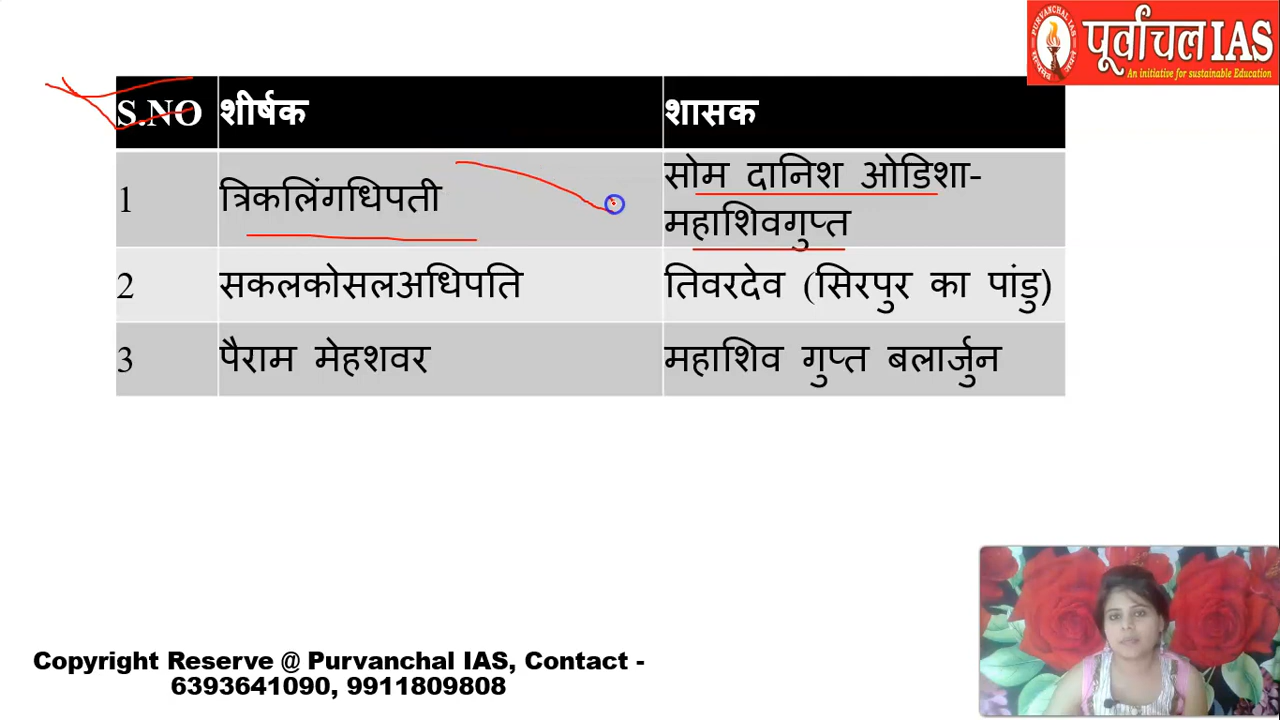 पूर्वाचल IAS
An initiative for sustainable Education
S.NO शीर्षक शासक
1 त्रिकलिंगधिपती सोम दानिश ओडिशा-
महाशिवगुप्त
2 सकलकोसलअधिपति तिवरदेव (सिरपुर का पांडु)
3 पैराम मेहशवर महाशिव गुप्त बलार्जुन
Copyright Reserve @ Purvanchal IAS, Contact -
6393641090, 9911809808